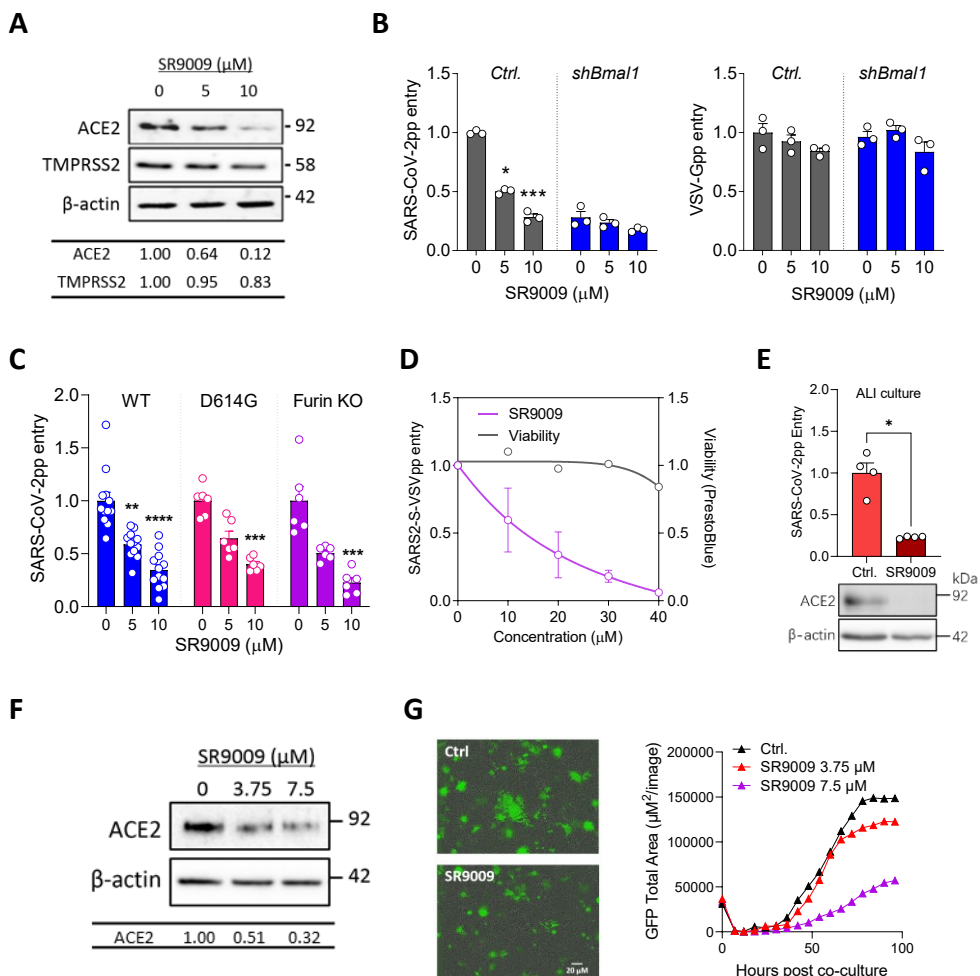 A
SR9009 (µM)
0 5 10
ACE2 92
TMPRSS2 58
β-actin 42
ACE2 1.00 0.64 0.12
TMPRSS2 1.00 0.95 0.83
B
SARS-CoV-2pp entry
1.5
1.0
0.5
0
Ctrl. shBmal1
* ***
0 5 10 0 5 10
SR9009 (µM)
VSV-Gpp entry
1.5
1.0
0.5
0
Ctrl. shBmal1
0 5 10 0 5 10
SR9009 (µM)
C
SARS-CoV-2pp entry
2.0
1.5
1.0
0.5
0.0
WT D614G Furin KO
** **** *** ***
0 5 10 0 5 10 0 5 10
SR9009 (µM)
D
SARS2-S-VSVpp entry
1.5
1.0
0.5
0.0
SR9009
Viability
1.5
1.0
0.5
0.0
Viability (PrestoBlue)
0 10 20 30 40
Concentration (µM)
E
SARS-CoV-2pp Entry
2.0
1.5
1.0
0.5
0.0
ALI culture
*
Ctrl. SR9009
kDa
ACE2 92
β-actin 42
F
SR9009 (µM)
0 3.75 7.5
ACE2 92
β-actin 42
ACE2 1.00 0.51 0.32
G
Ctrl
SR9009
20 µM
GFP Total Area (µM²/image)
200000
150000
100000
50000
0
Ctrl.
SR9009 3.75 µM
SR9009 7.5 µM
0 50 100
Hours post co-culture